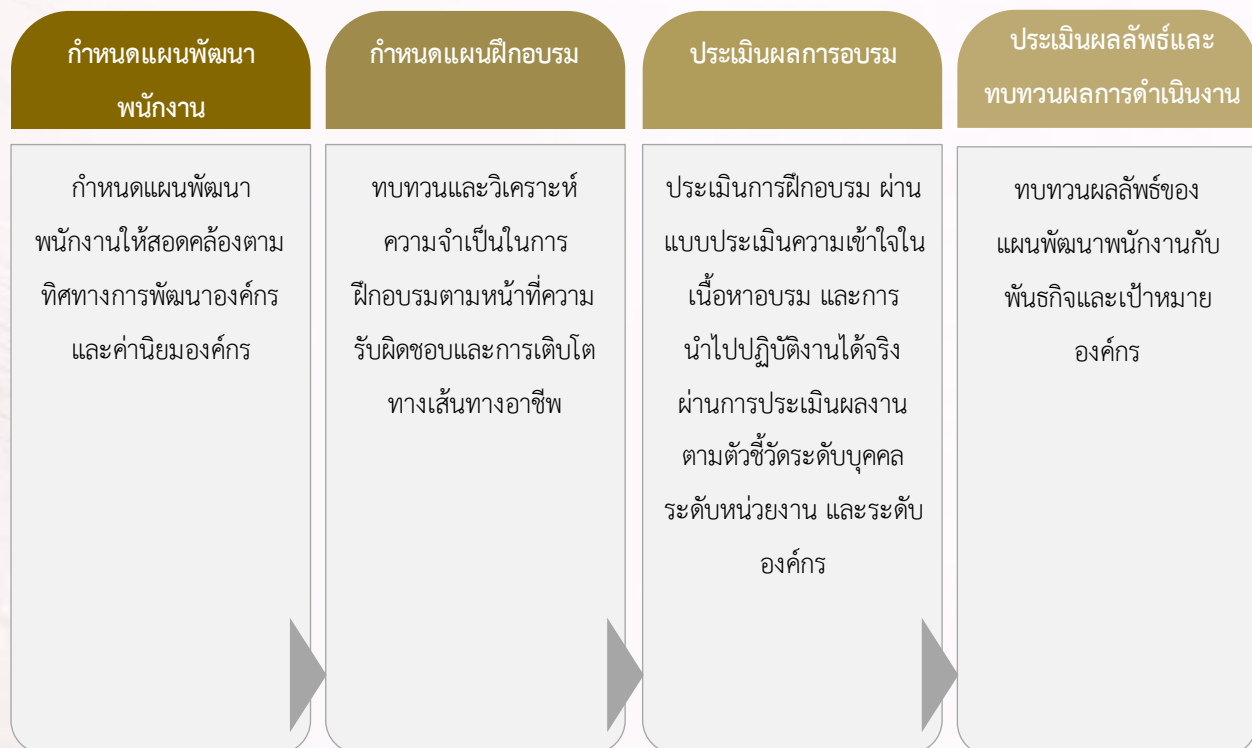 กำหนดแผนพัฒนา
พนักงาน
กำหนดแผนพัฒนา
พนักงานให้สอดคล้องตาม
ทิศทางการพัฒนาองค์กร
และค่านิยมองค์กร
กำหนดแผนฝึกอบรม
ทบทวนและวิเคราะห์
ความจำเป็นในการ
ฝึกอบรมตามหน้าที่ความ
รับผิดชอบและการเติบโต
ทางเส้นทางอาชีพ
ประเมินผลการอบรม
ประเมินการฝึกอบรม ผ่าน
แบบประเมินความเข้าใจใน
เนื้อหาอบรม และการ
นำไปปฏิบัติงานได้จริง
ผ่านการประเมินผลงาน
ตามตัวชี้วัดระดับบุคคล
ระดับหน่วยงาน และระดับ
องค์กร
ประเมินผลลัพธ์และ
ทบทวนผลการดำเนินงาน
ทบทวนผลลัพธ์ของ
แผนพัฒนาพนักงานกับ
พันธกิจและเป้าหมาย
องค์กร